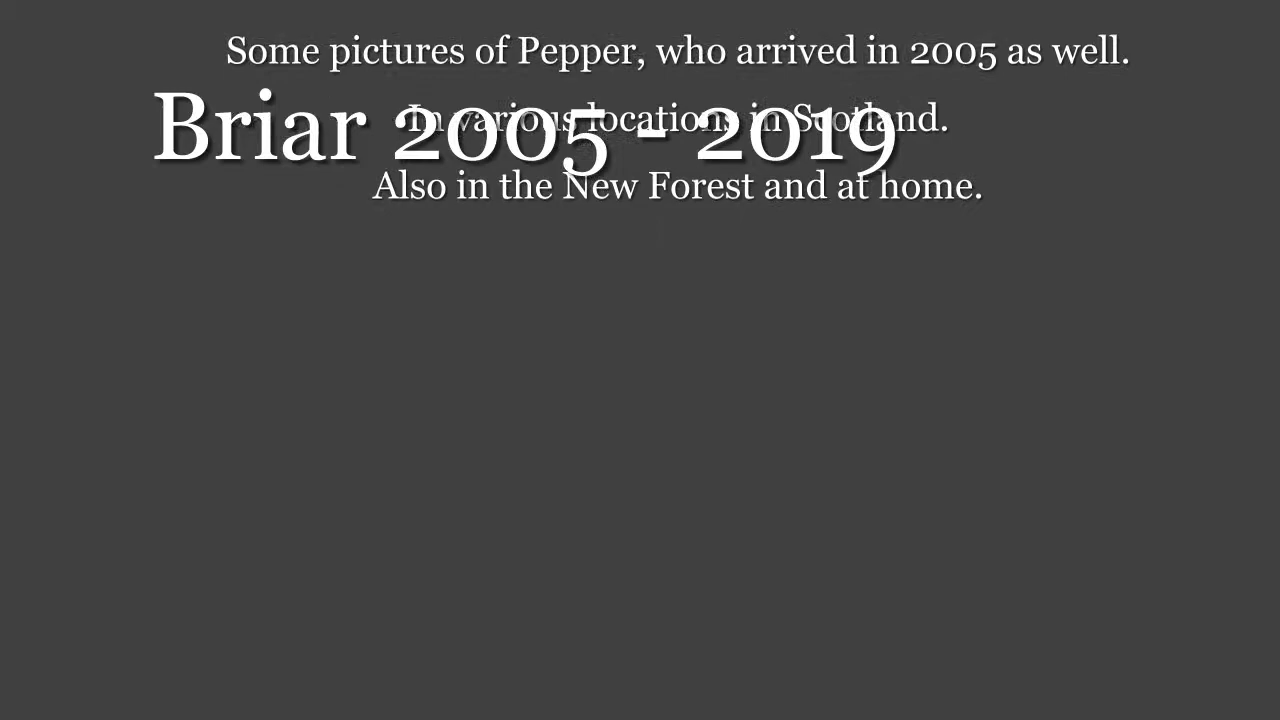 Some pictures of Pepper, who arrived in 2005 as well.
Briar 2005 - 2019
In various locations in Scotland.
Also in the New Forest and at home.